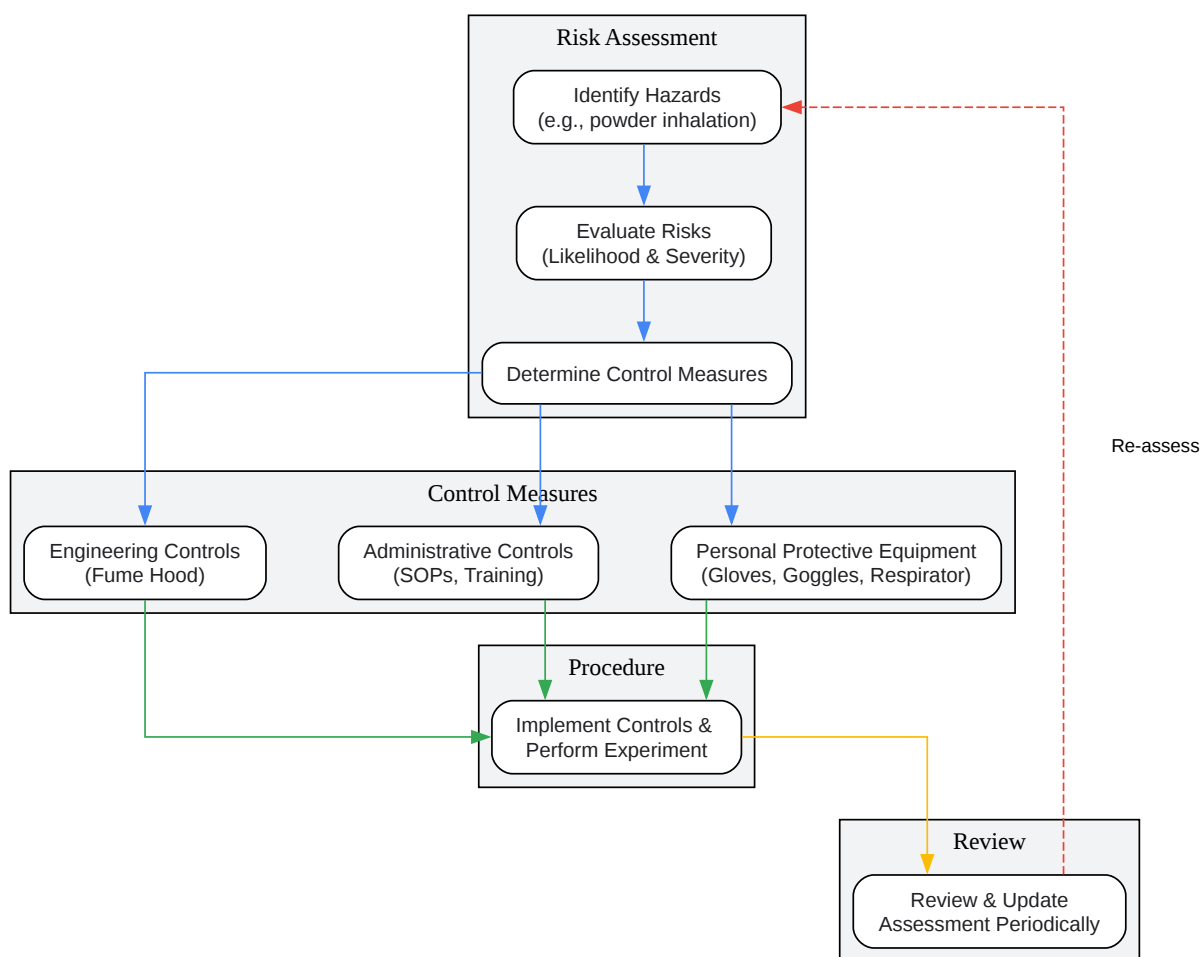 Risk Assessment
Identify Hazards
(e.g., powder inhalation)
Evaluate Risks
(Likelihood & Severity)
Determine Control Measures
Re-assess
Control Measures
Engineering Controls
(Fume Hood)
Administrative Controls
(SOPs, Training)
Personal Protective Equipment
(Gloves, Goggles, Respirator)
Procedure
Implement Controls &
Perform Experiment
Review
Review & Update
Assessment Periodically